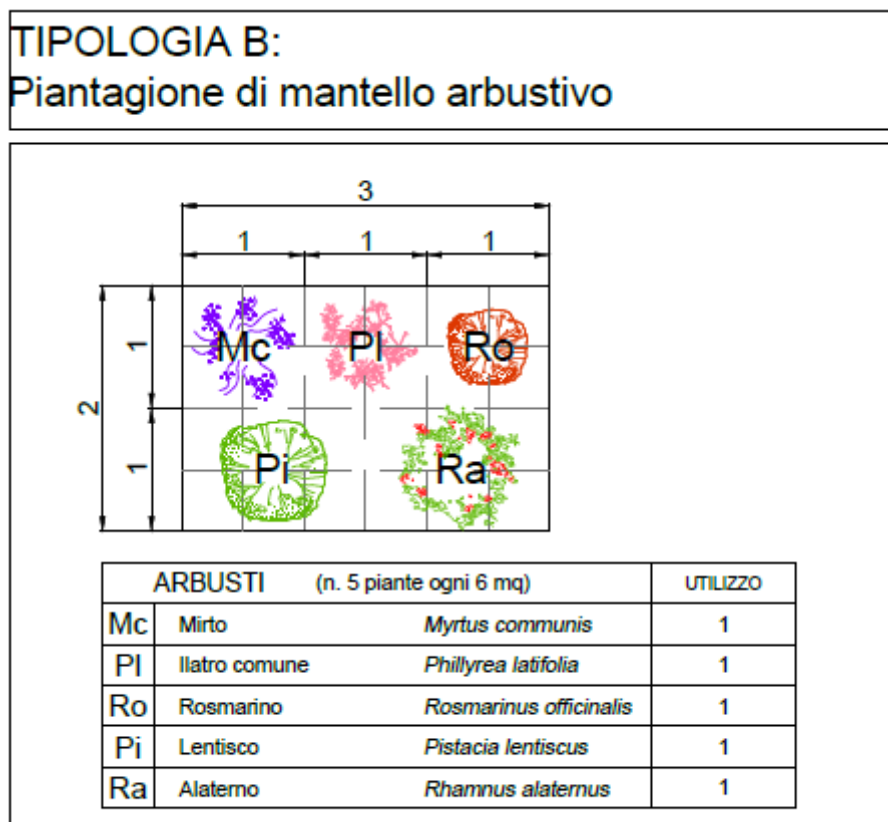 TIPOLOGIA B:
Piantagione di mantello arbustivo
3
1 1 1
2
1
Mc Pl Ro
1
Pi Ra
ARBUSTI (n. 5 piante ogni 6 mq) UTILIZZO
Mc Mirto Myrtus communis 1
Pl Ilatro comune Phillyrea latifolia 1
Ro Rosmarino Rosmarinus officinalis 1
Pi Lentisco Pistacia lentiscus 1
Ra Alaterno Rhamnus alaternus 1